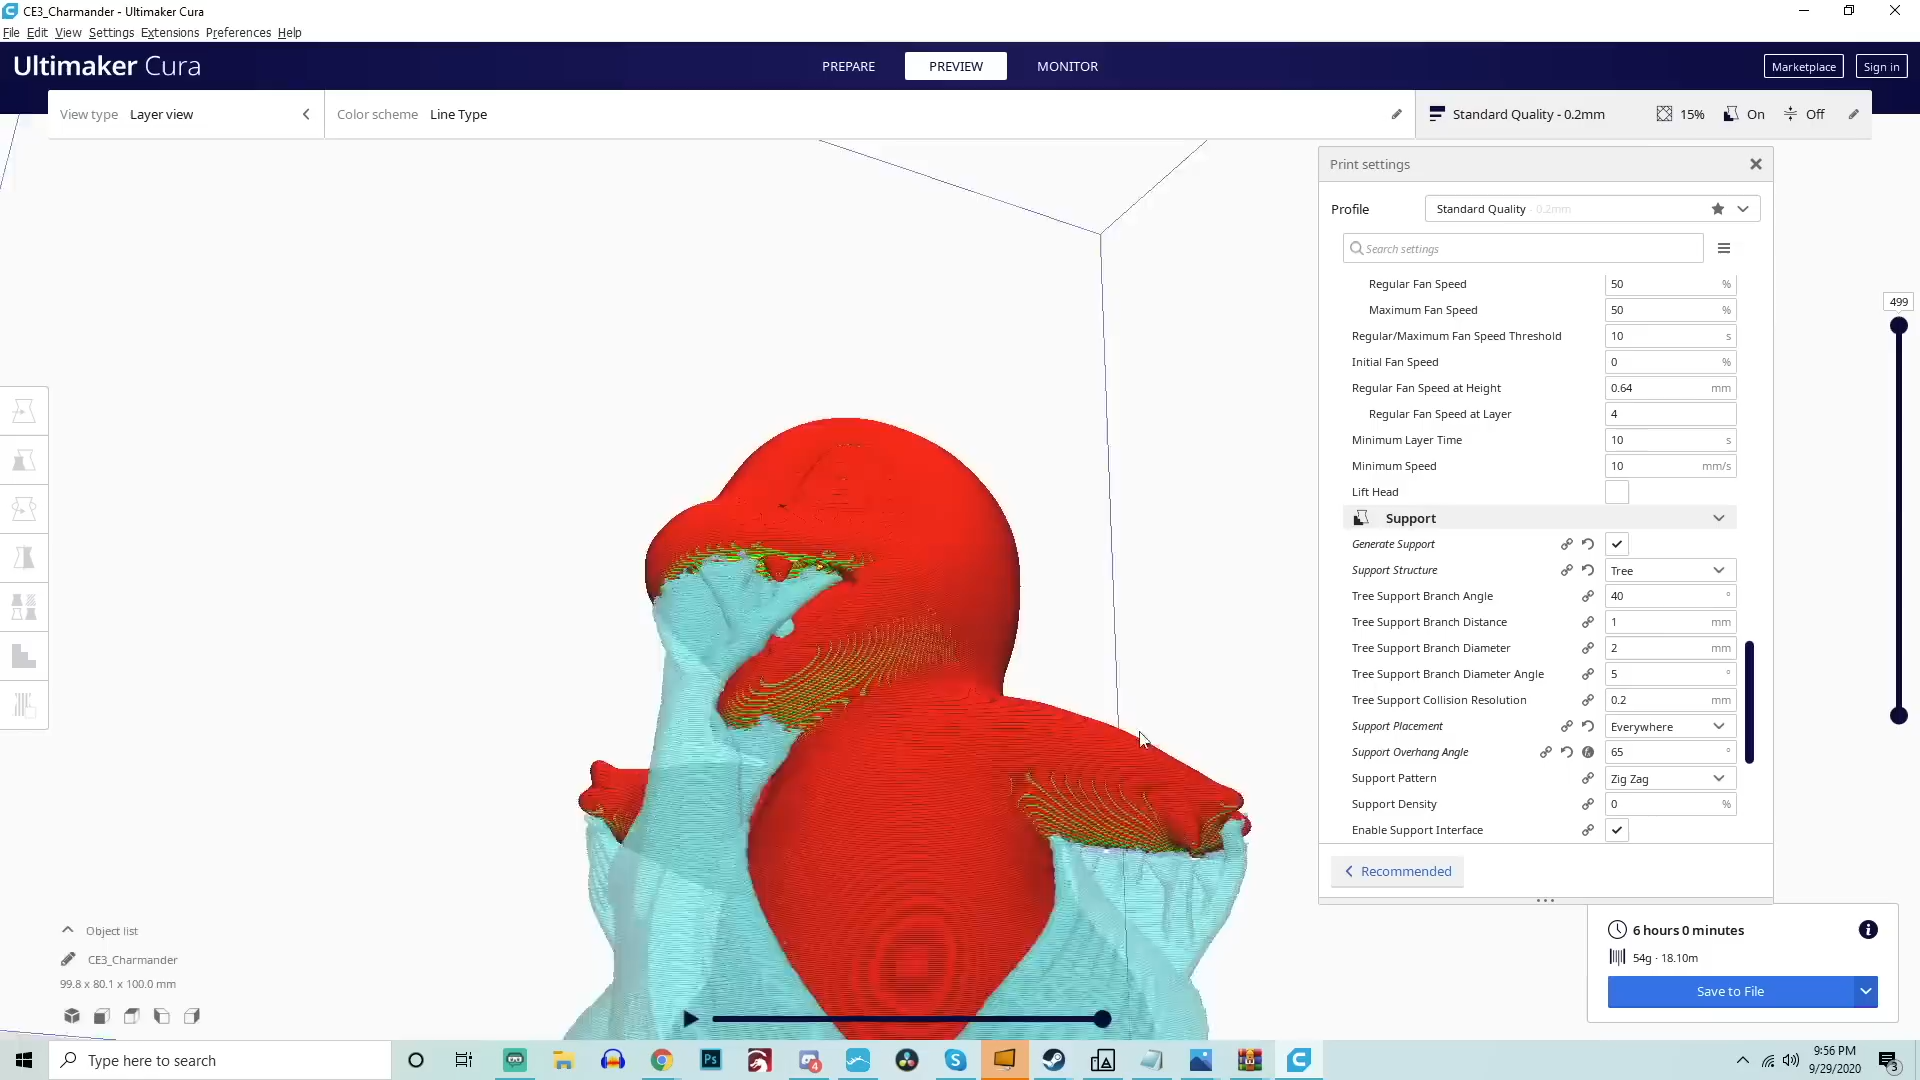 CE3_Charmander - Ultimaker Cura
File Edit View Settings Extensions Preferences Help
Ultimaker Cura
PREPARE
PREVIEW
MONITOR
Marketplace
Sign in
View type Layer view
Color scheme Line Type
Standard Quality - 0.2mm
15%
On
Off
Print settings
Profile
Standard Quality - 0.2mm
Search settings
Regular Fan Speed 50 %
Maximum Fan Speed 50 %
Regular/Maximum Fan Speed Threshold 10 s
Initial Fan Speed 0 %
Regular Fan Speed at Height 0.64 mm
Regular Fan Speed at Layer 4
Minimum Layer Time 10 s
Minimum Speed 10 mm/s
Lift Head
Support
Generate Support
Support Structure Tree
Tree Support Branch Angle 40 °
Tree Support Branch Distance 1 mm
Tree Support Branch Diameter 2 mm
Tree Support Branch Diameter Angle 5 °
Tree Support Collision Resolution 0.2 mm
Support Placement Everywhere
Support Overhang Angle 65 °
Support Pattern Zig Zag
Support Density 0 %
Enable Support Interface
Recommended
499
Object list
CE3_Charmander
99.8 x 80.1 x 100.0 mm
6 hours 0 minutes
54g · 18.10m
Save to File
Type here to search
Ps
4
9:56 PM
9/29/2020
3